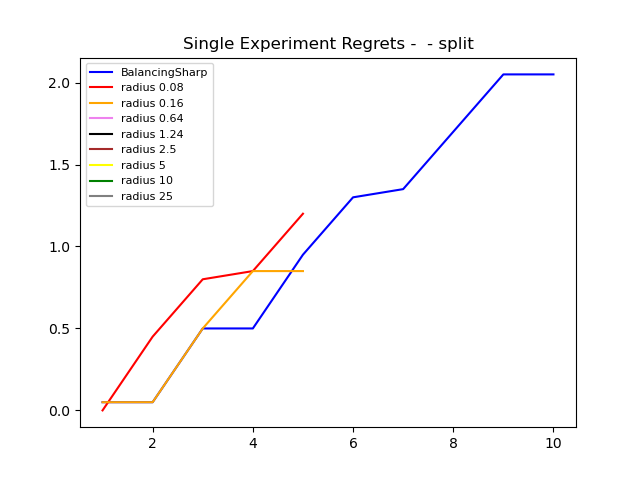 Single Experiment Regrets -  - split
BalancingSharp
radius 0.08
radius 0.16
radius 0.64
radius 1.24
radius 2.5
radius 5
radius 10
radius 25
2.0
1.5
1.0
0.5
0.0
2 4 6 8 10